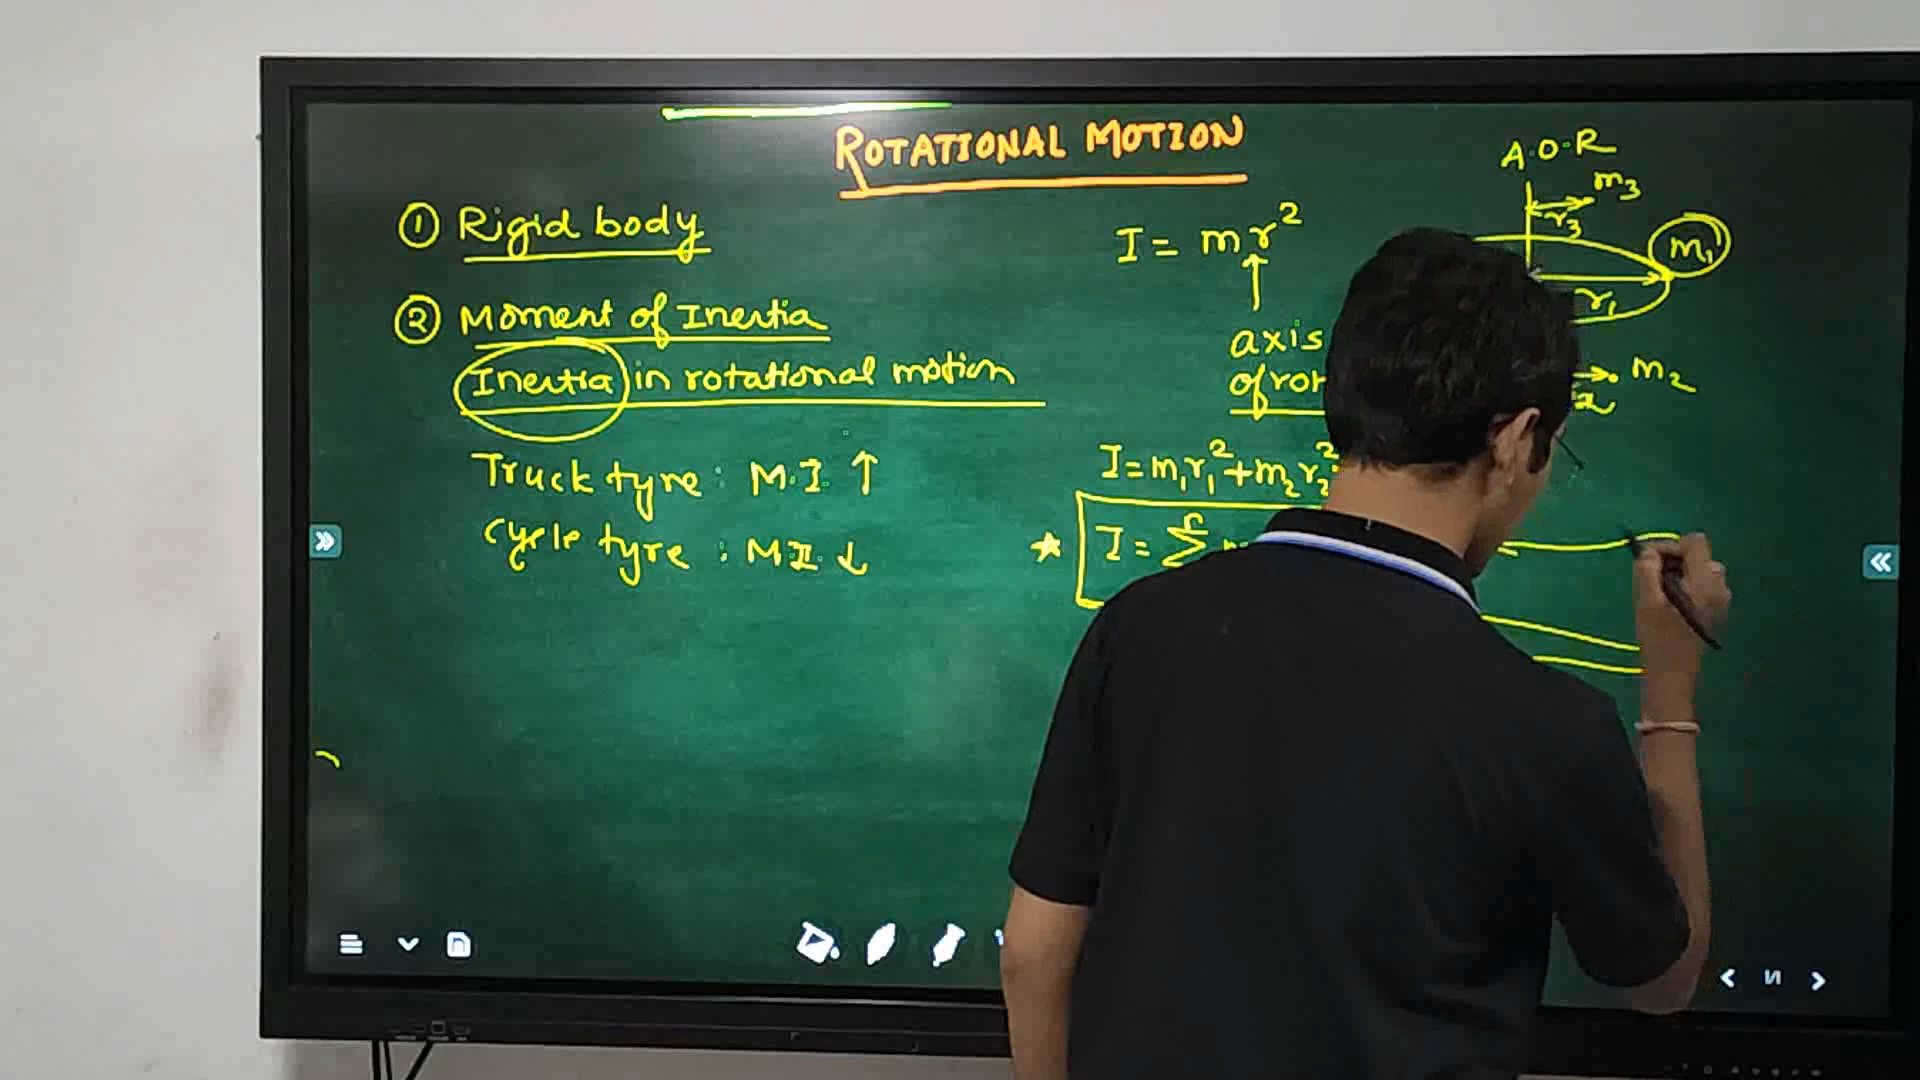 ROTATIONAL MOTION
① Rigid body
② Moment of Inertia
Inertia in rotational motion
Truck tyre : M.I. ↑
Cycle tyre : M.I. ↓
I = mr²
↑
axis
of rot
I = m₁r₁² + m₂r₂²
★ I = Σ
A.O.R
m₃
r₃
m₁
r₁
m₂